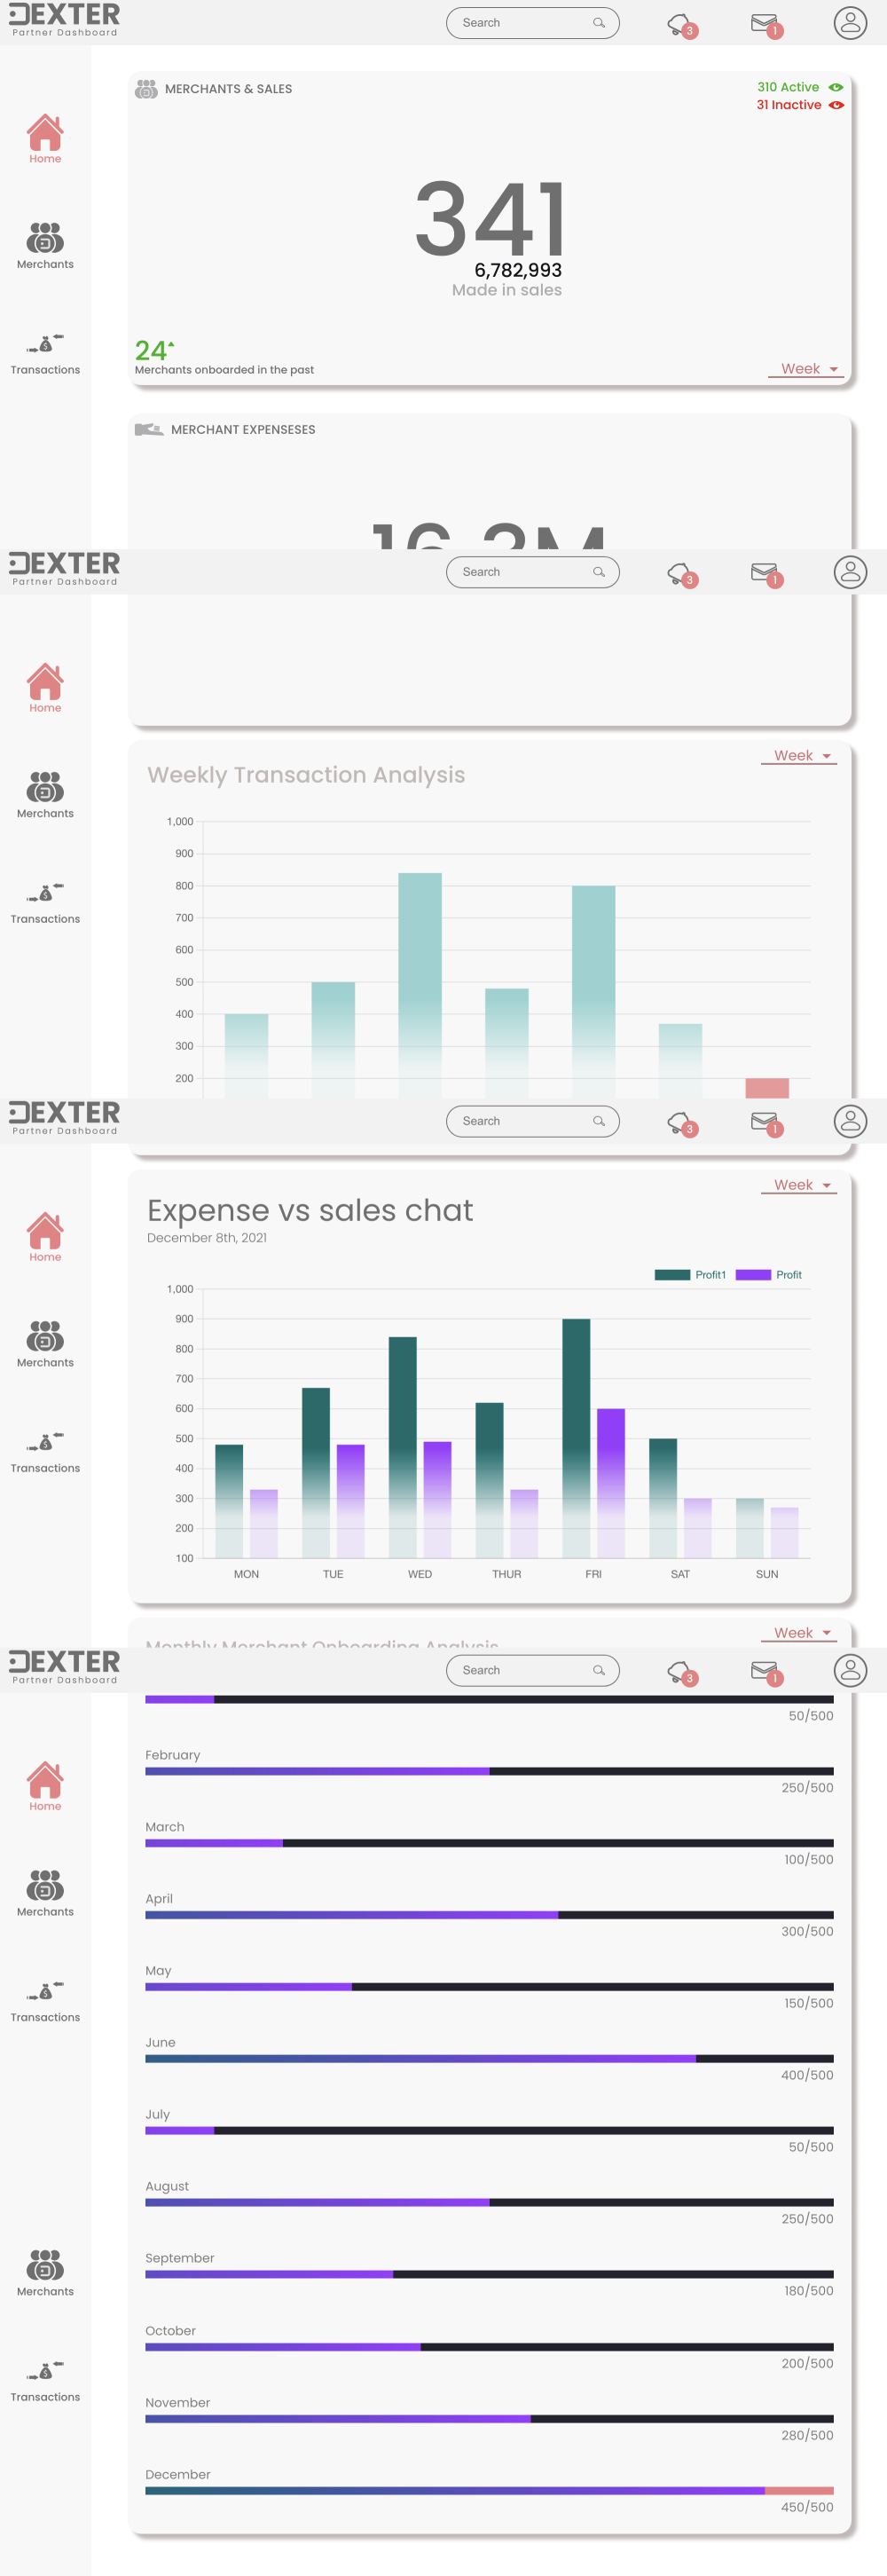 DEXTER
Partner Dashboard
Search
3
1
Home
Merchants
Transactions
MERCHANTS & SALES
310 Active
31 Inactive
341
6,782,993
Made in sales
24
Merchants onboarded in the past
Week
MERCHANT EXPENSESES
DEXTER
Partner Dashboard
Search
3
1
Home
Merchants
Transactions
Week
Weekly Transaction Analysis
1,000
900
800
700
600
500
400
300
200
DEXTER
Partner Dashboard
Search
3
1
Home
Merchants
Transactions
Week
Expense vs sales chat
December 8th, 2021
Profit1
Profit
1,000
900
800
700
600
500
400
300
200
100
MON TUE WED THUR FRI SAT SUN
Week
Monthly Merchant Onboarding Analysis
DEXTER
Partner Dashboard
Search
3
1
Home
Merchants
Transactions
50/500
February
250/500
March
100/500
April
300/500
May
150/500
June
400/500
July
50/500
August
250/500
September
180/500
October
200/500
November
280/500
December
450/500
Merchants
Transactions